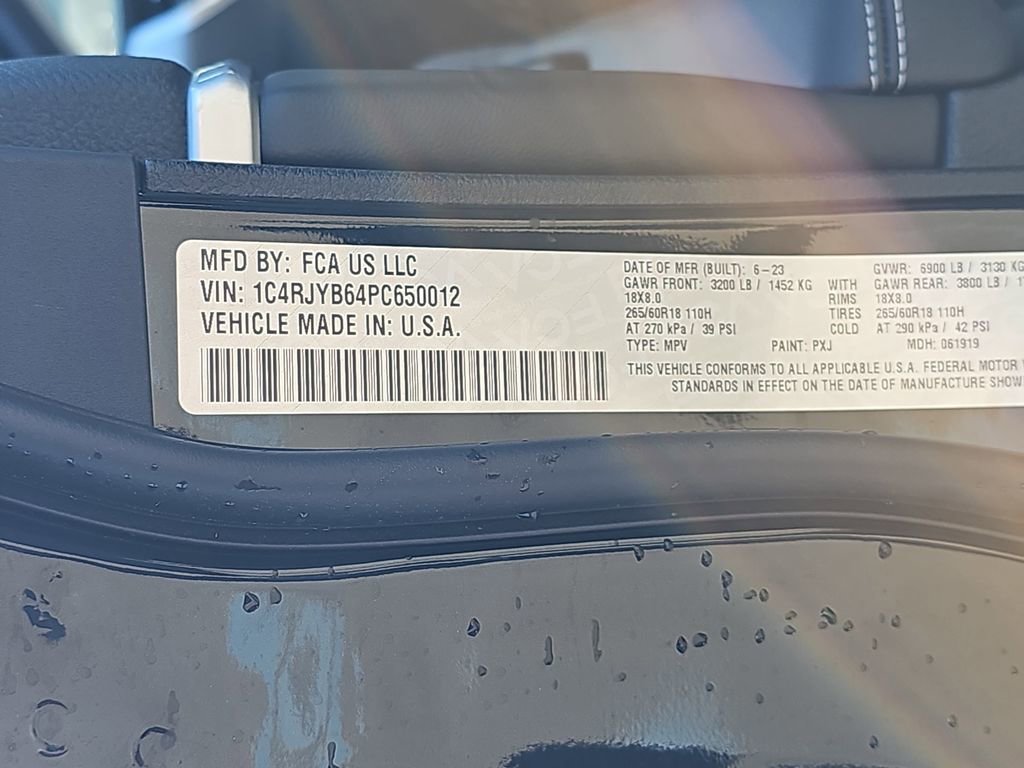 MFD BY: FCA US LLC
VIN: 1C4RJYB64PC650012
VEHICLE MADE IN: U.S.A.
DATE OF MFR (BUILT): 6-23 GVWR: 6900 LB / 3130 KG
GAWR FRONT: 3200 LB / 1452 KG WITH GAWR REAR: 3800 LB /
18X8.0 RIMS 18X8.0
265/60R18 110H TIRES 265/60R18 110H
AT 270 kPa / 39 PSI COLD AT 290 kPa / 42 PSI
TYPE: MPV PAINT: PXJ MDH: 061919
THIS VEHICLE CONFORMS TO ALL APPLICABLE U.S.A. FEDERAL MOTOR
STANDARDS IN EFFECT ON THE DATE OF MANUFACTURE SHOW